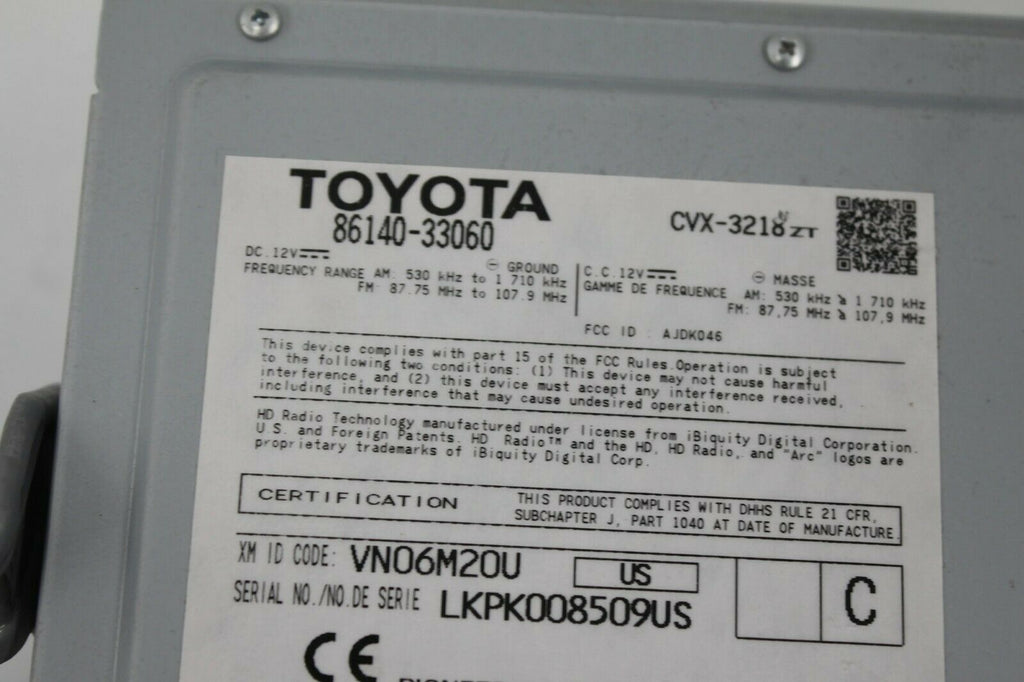 TOYOTA
86140-33060
CVX-3218 ZT
DC.12V
GROUND
FREQUENCY RANGE AM: 530 kHz to 1 710 kHz
FM: 87.75 MHz to 107.9 MHz
C.C.12V
MASSE
GAMME DE FREQUENCE AM: 530 kHz à 1 710 kHz
FM: 87,75 MHz à 107,9 MHz
FCC ID : AJDK046
This device complies with part 15 of the FCC Rules.Operation is subject
to the following two conditions: (1) This device may not cause harmful
interference, and (2) this device must accept any interference received,
including interference that may cause undesired operation.
HD Radio Technology manufactured under license from iBiquity Digital Corporation.
U.S. and Foreign Patents. HD Radio™ and the HD, HD Radio, and "Arc" logos are
proprietary trademarks of iBiquity Digital Corp.
CERTIFICATION
THIS PRODUCT COMPLIES WITH DHHS RULE 21 CFR,
SUBCHAPTER J, PART 1040 AT DATE OF MANUFACTURE.
XM ID CODE: VN06M20U
US
C
SERIAL NO./NO.DE SERIE LKPK008509US
CE